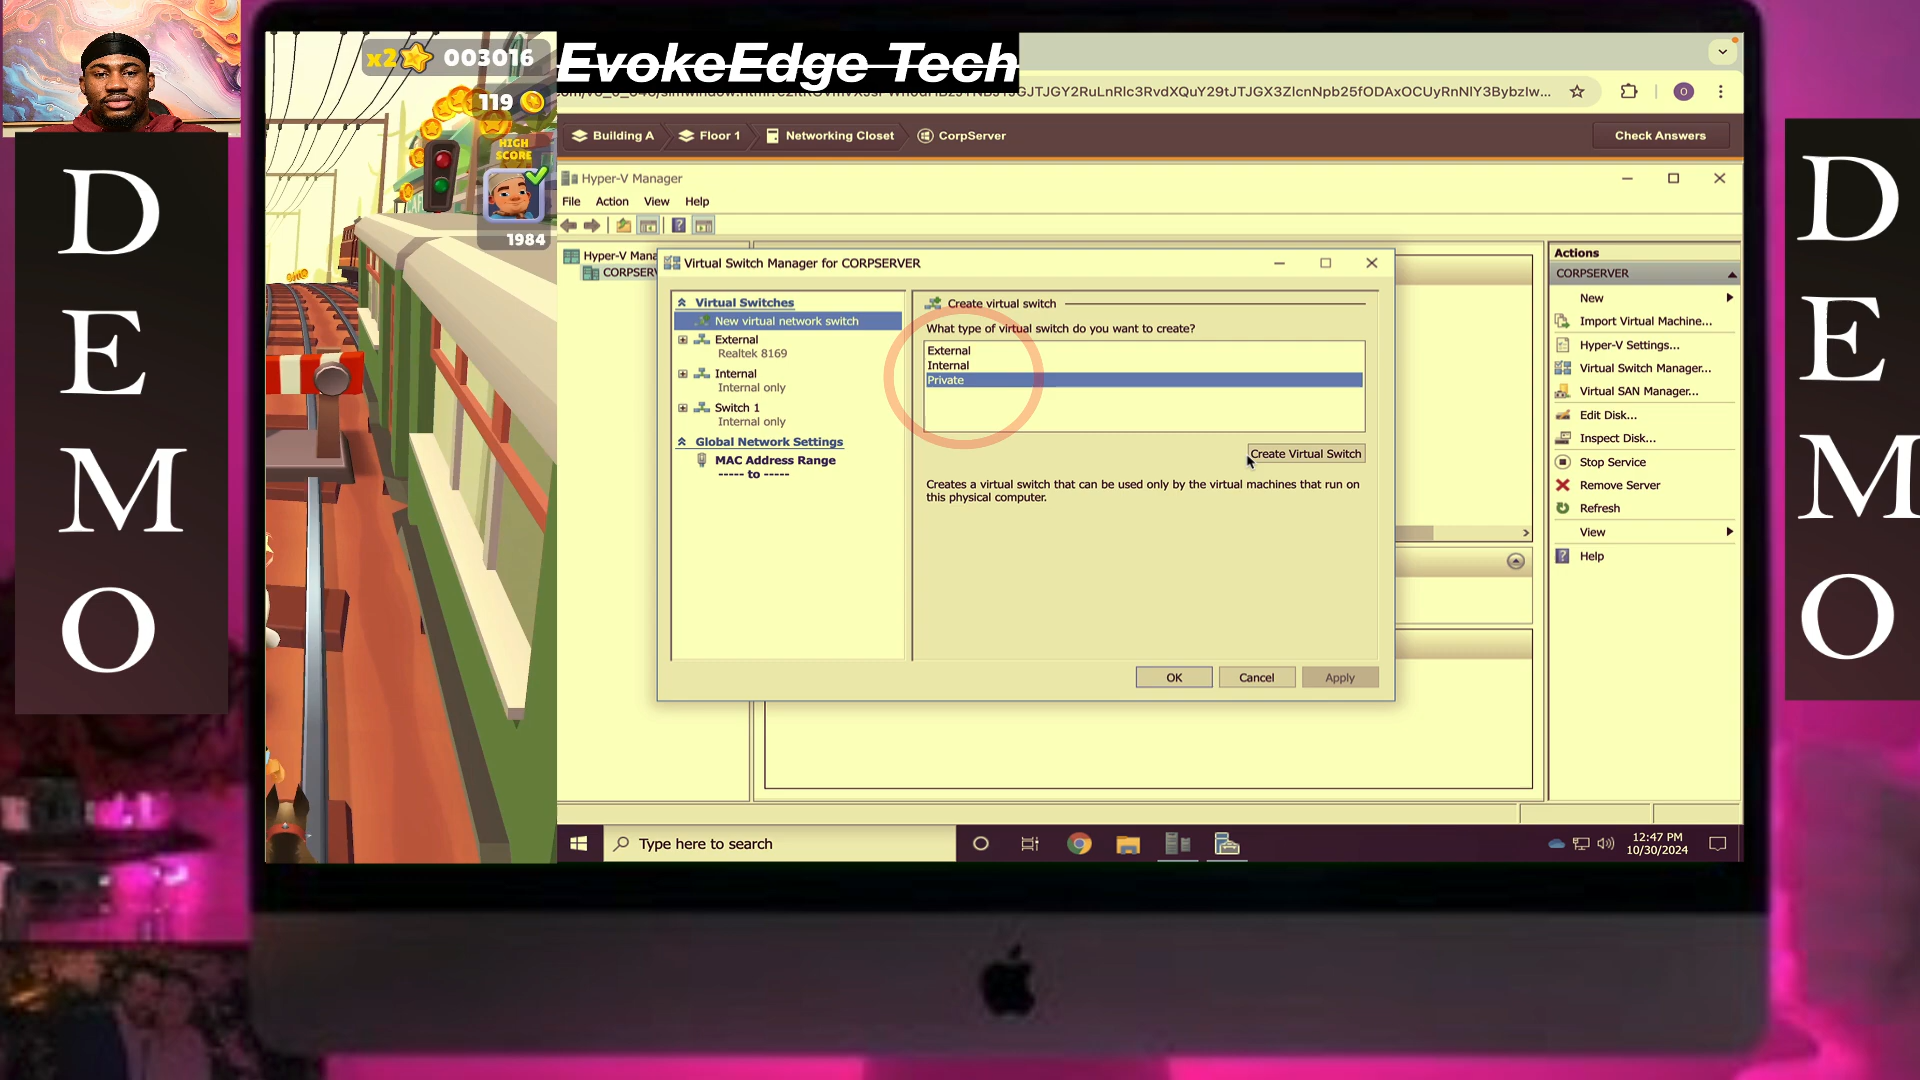 DEMO
x2 003016
119
HIGH
SCORE
1984
EvokeEdge Tech
Building A
Floor 1
Networking Closet
CorpServer
Check Answers
Hyper-V Manager
File Action View Help
Hyper-V Mana
CORPSERV
Virtual Switch Manager for CORPSERVER
Virtual Switches
New virtual network switch
External
Realtek 8169
Internal
Internal only
Switch 1
Internal only
Global Network Settings
MAC Address Range
----- to -----
Create virtual switch
What type of virtual switch do you want to create?
External
Internal
Private
Create Virtual Switch
Creates a virtual switch that can be used only by the virtual machines that run on
this physical computer.
OK Cancel Apply
Actions
CORPSERVER
New
Import Virtual Machine...
Hyper-V Settings...
Virtual Switch Manager...
Virtual SAN Manager...
Edit Disk...
Inspect Disk...
Stop Service
Remove Server
Refresh
View
Help
Type here to search
12:47 PM
10/30/2024
DEMO